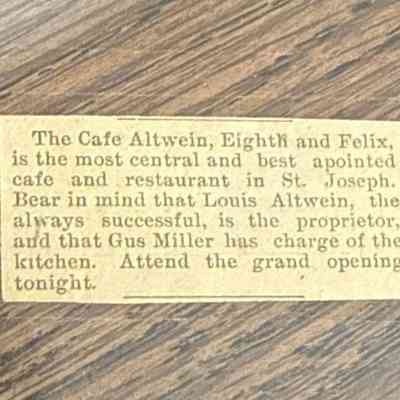 The Cafe Altwein, Eighth and Felix,
is the most central and best apointed
cafe and restaurant in St. Joseph.
Bear in mind that Louis Altwein, the
always successful, is the proprietor,
and that Gus Miller has charge of the
kitchen. Attend the grand opening
tonight.